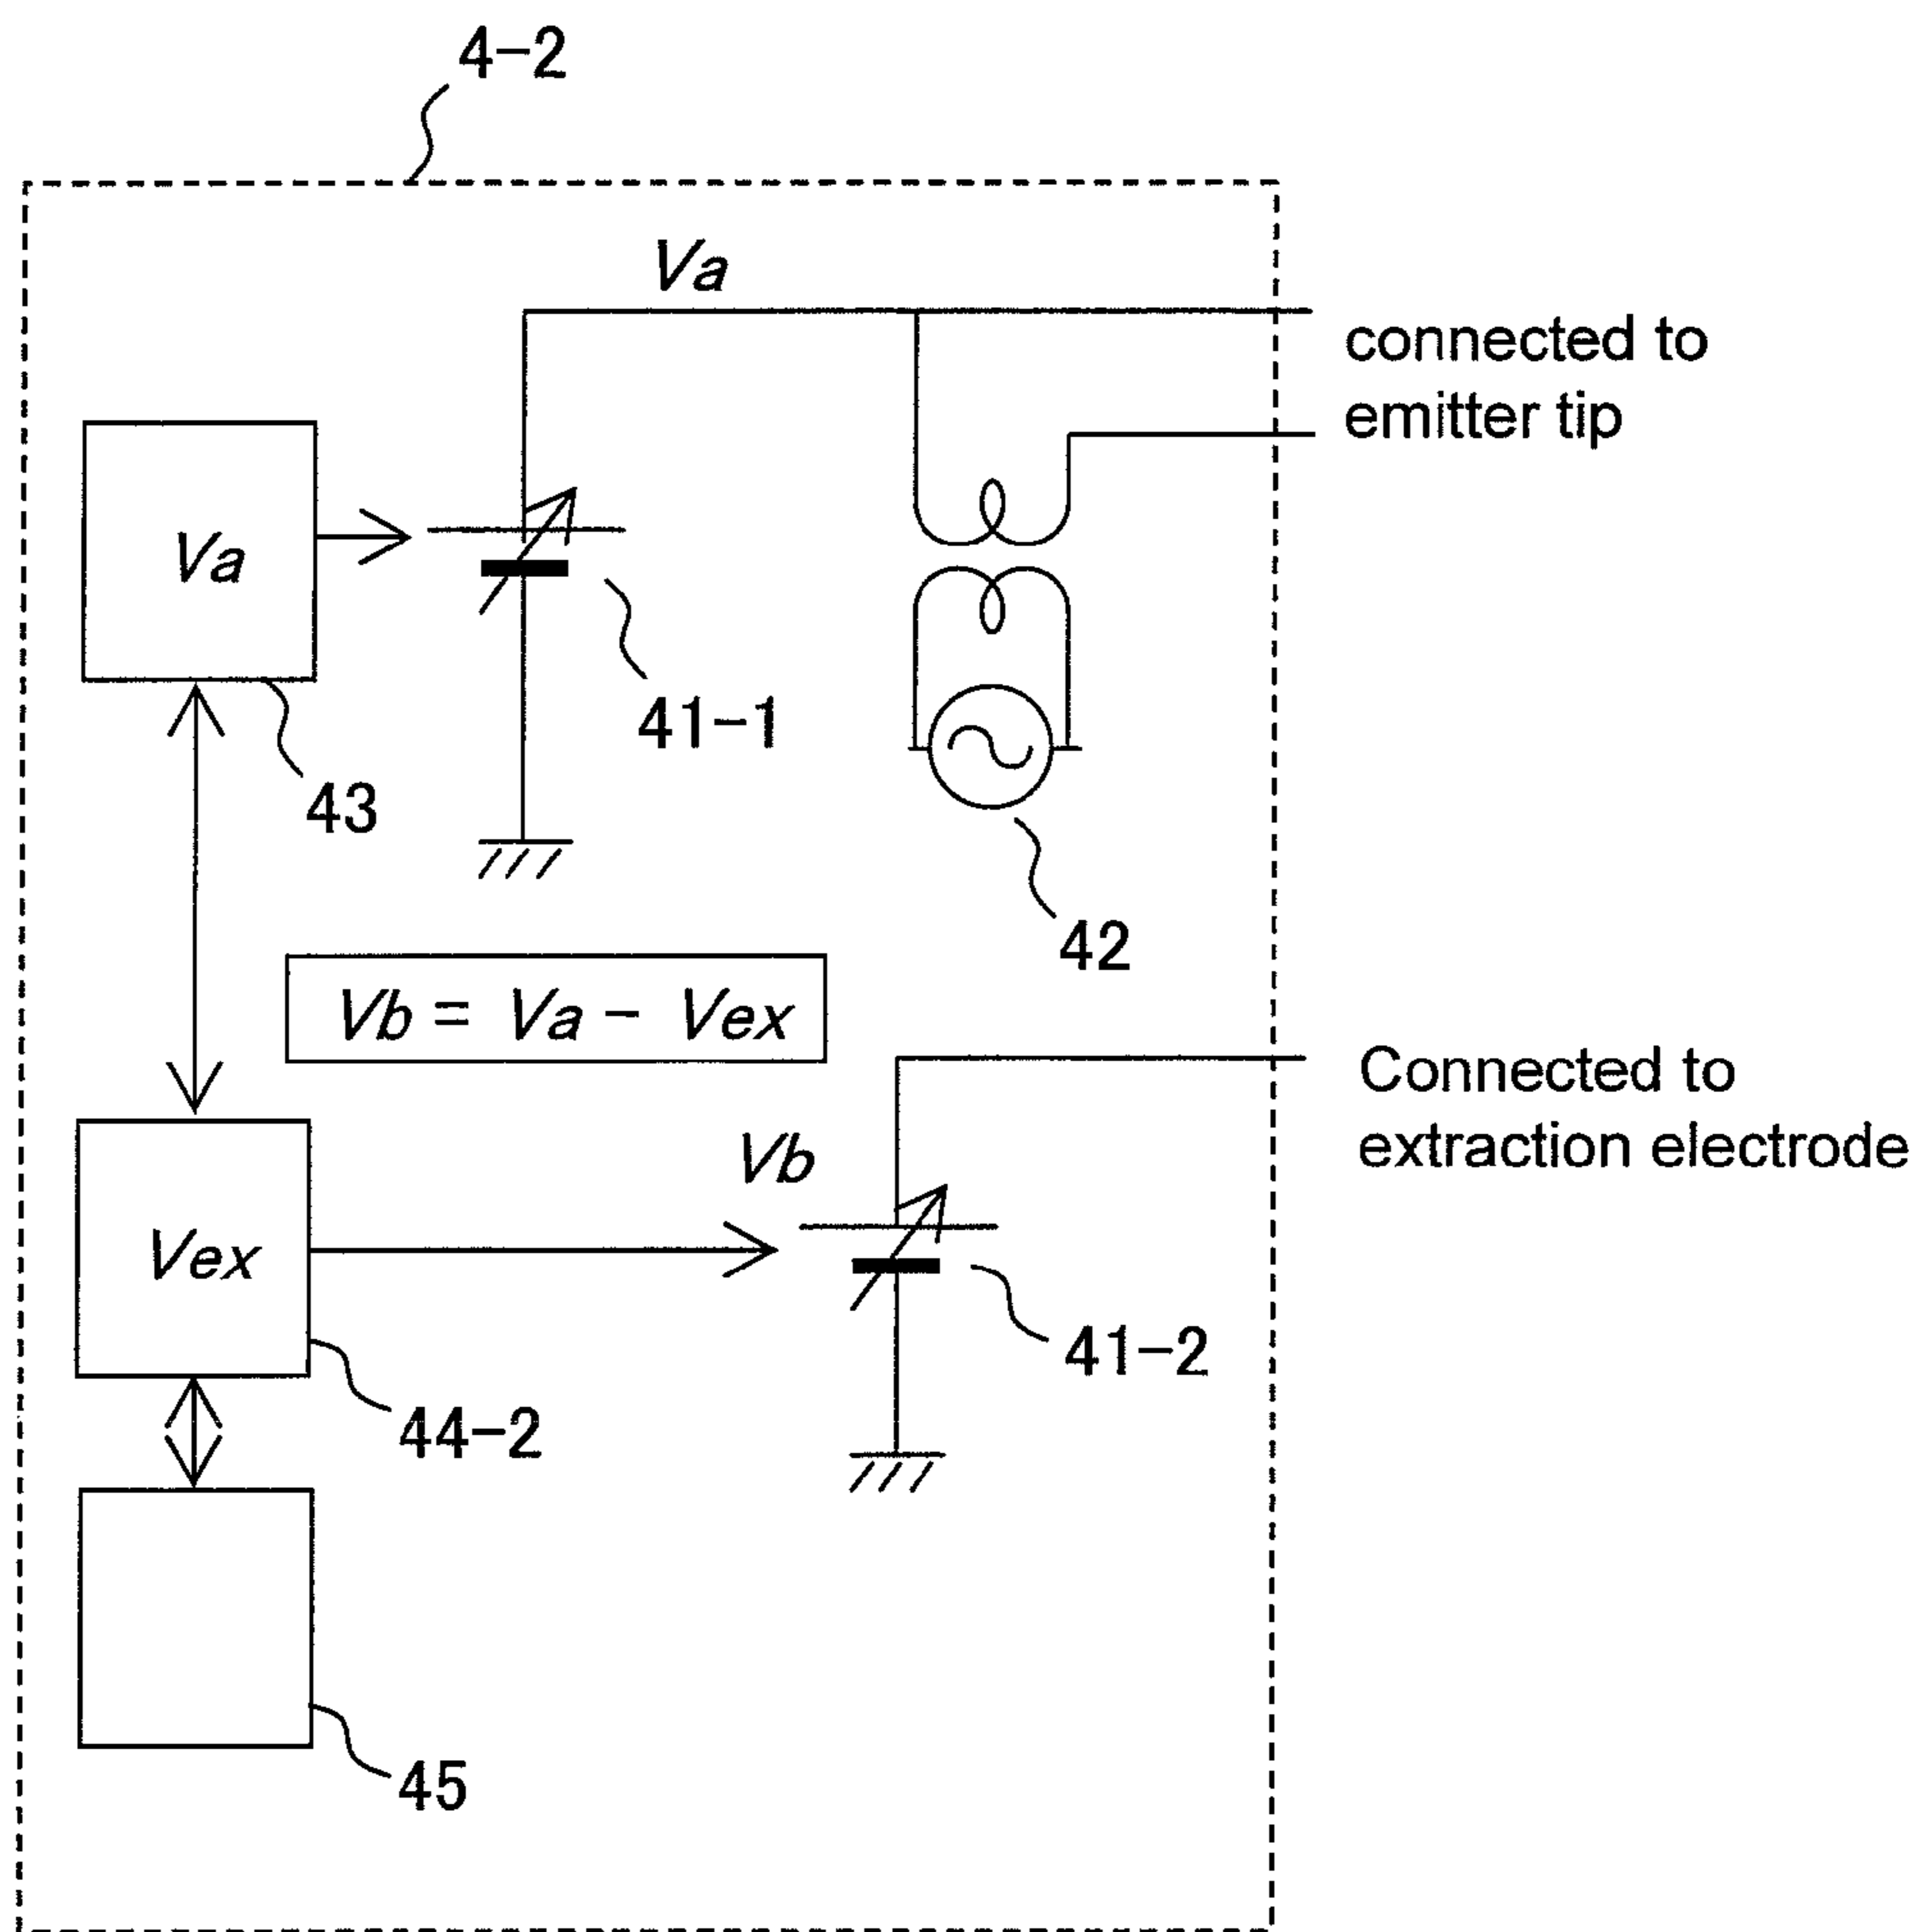 4-2
Va
connected to
emitter tip
Va
41-1
43
42
Vb = Va - Vex
Connected to
extraction electrode
Vb
Vex
41-2
44-2
45